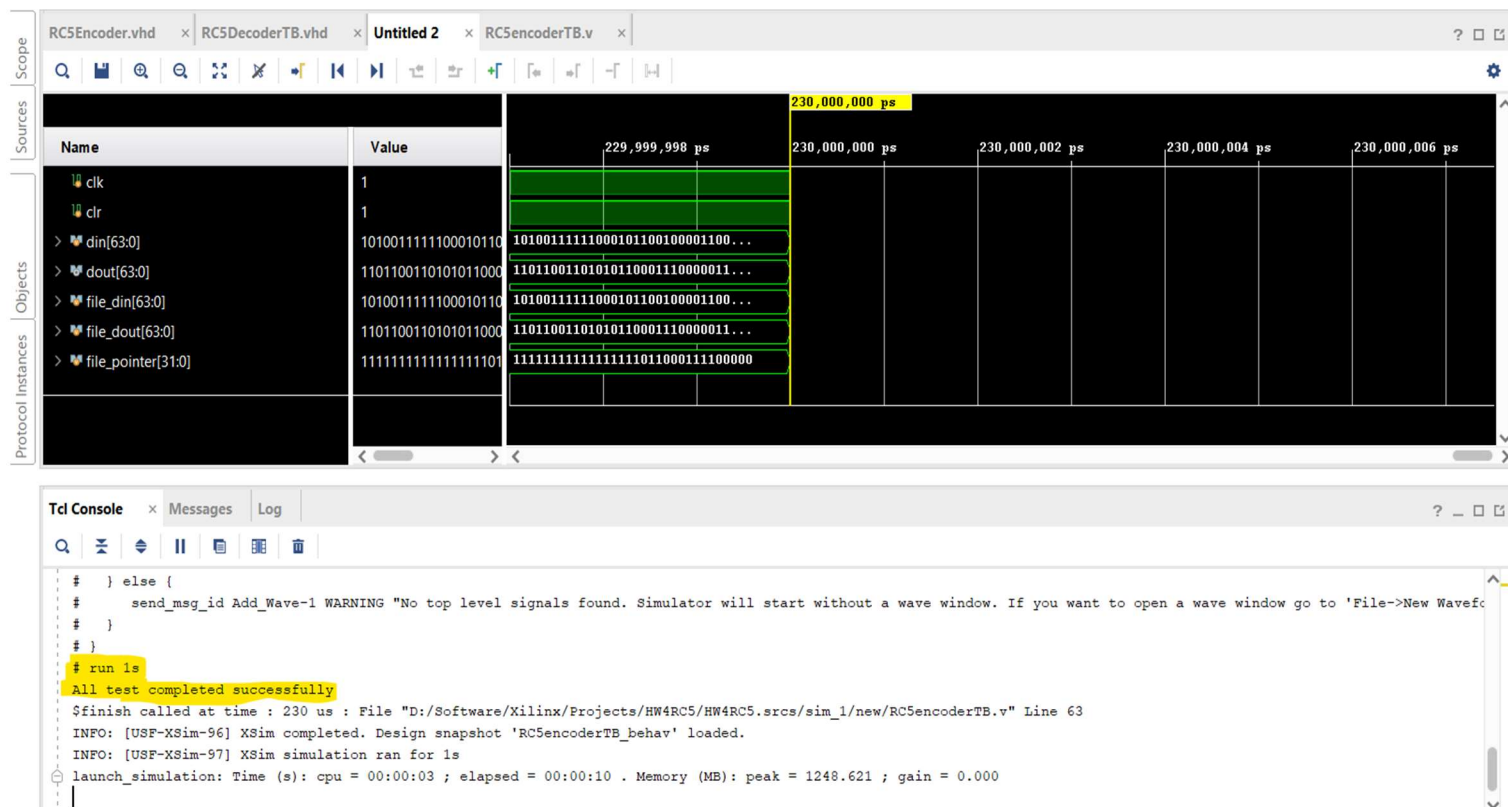 RC5Encoder.vhd × RC5DecoderTB.vhd × Untitled 2 × RC5encoderTB.v ×
Scope
Sources
Objects
Protocol Instances
230,000,000 ps
Name Value 229,999,998 ps 230,000,000 ps 230,000,002 ps 230,000,004 ps 230,000,006 ps
clk 1
clr 1
din[63:0] 1010011111100010110 10100111111000101100100001100...
dout[63:0] 1101100110101011000 11011001101010110001110000011...
file_din[63:0] 1010011111100010110 10100111111000101100100001100...
file_dout[63:0] 1101100110101011000 11011001101010110001110000011...
file_pointer[31:0] 1111111111111111101 11111111111111111011000111100000
Tcl Console × Messages Log
# } else {
# send_msg_id Add_Wave-1 WARNING "No top level signals found. Simulator will start without a wave window. If you want to open a wave window go to 'File->New Wavefo
# }
# }
# run 1s
All test completed successfully
$finish called at time : 230 us : File "D:/Software/Xilinx/Projects/HW4RC5/HW4RC5.srcs/sim_1/new/RC5encoderTB.v" Line 63
INFO: [USF-XSim-96] XSim completed. Design snapshot 'RC5encoderTB_behav' loaded.
INFO: [USF-XSim-97] XSim simulation ran for 1s
launch_simulation: Time (s): cpu = 00:00:03 ; elapsed = 00:00:10 . Memory (MB): peak = 1248.621 ; gain = 0.000